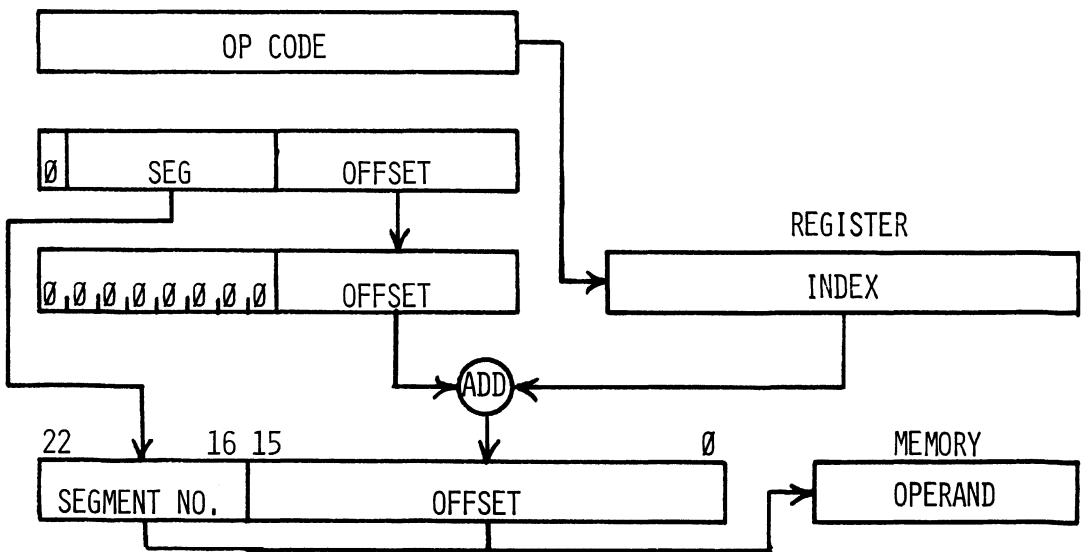 OP CODE
Ø SEG OFFSET
REGISTER
Ø Ø Ø Ø Ø Ø Ø Ø OFFSET
INDEX
ADD
22 16 15 Ø
MEMORY
SEGMENT NO. OFFSET
OPERAND